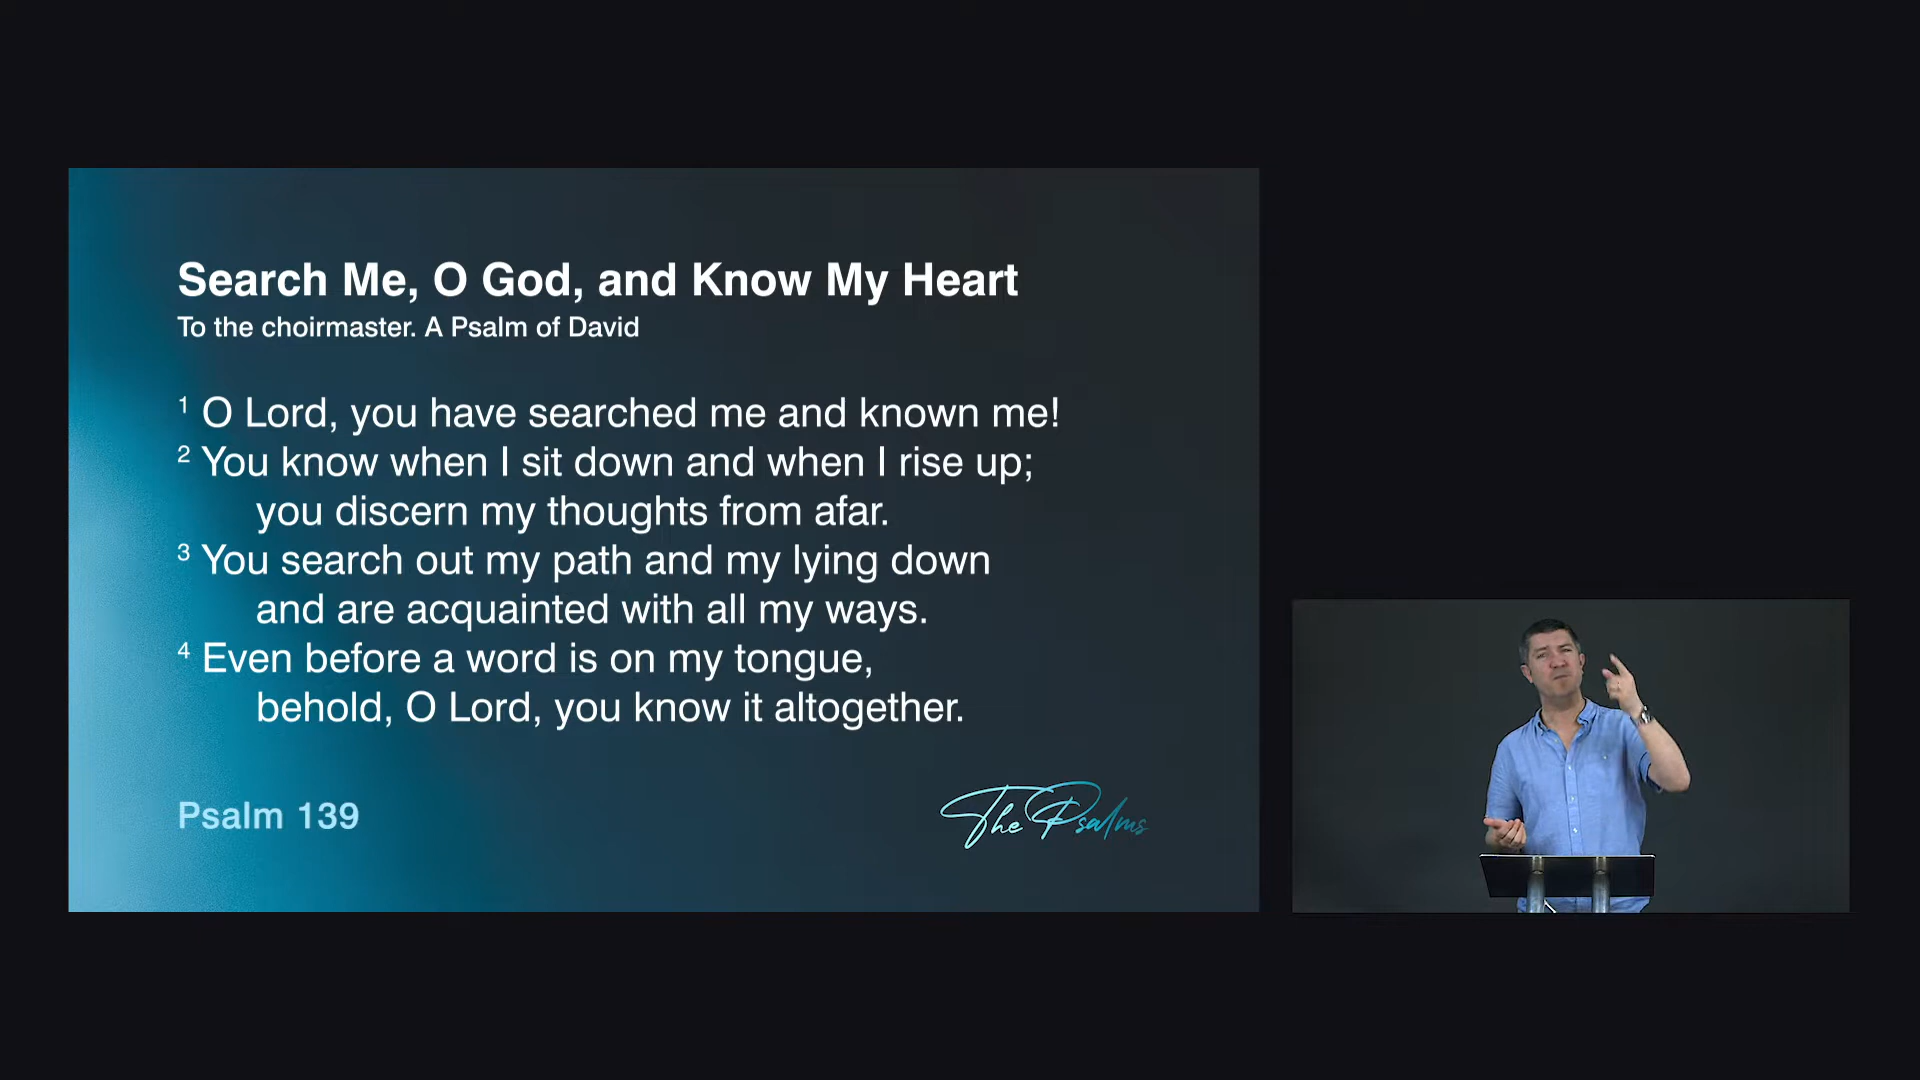 Search Me, O God, and Know My Heart
To the choirmaster. A Psalm of David
1 O Lord, you have searched me and known me!
2 You know when I sit down and when I rise up;
you discern my thoughts from afar.
3 You search out my path and my lying down
and are acquainted with all my ways.
4 Even before a word is on my tongue,
behold, O Lord, you know it altogether.
Psalm 139
The Psalms